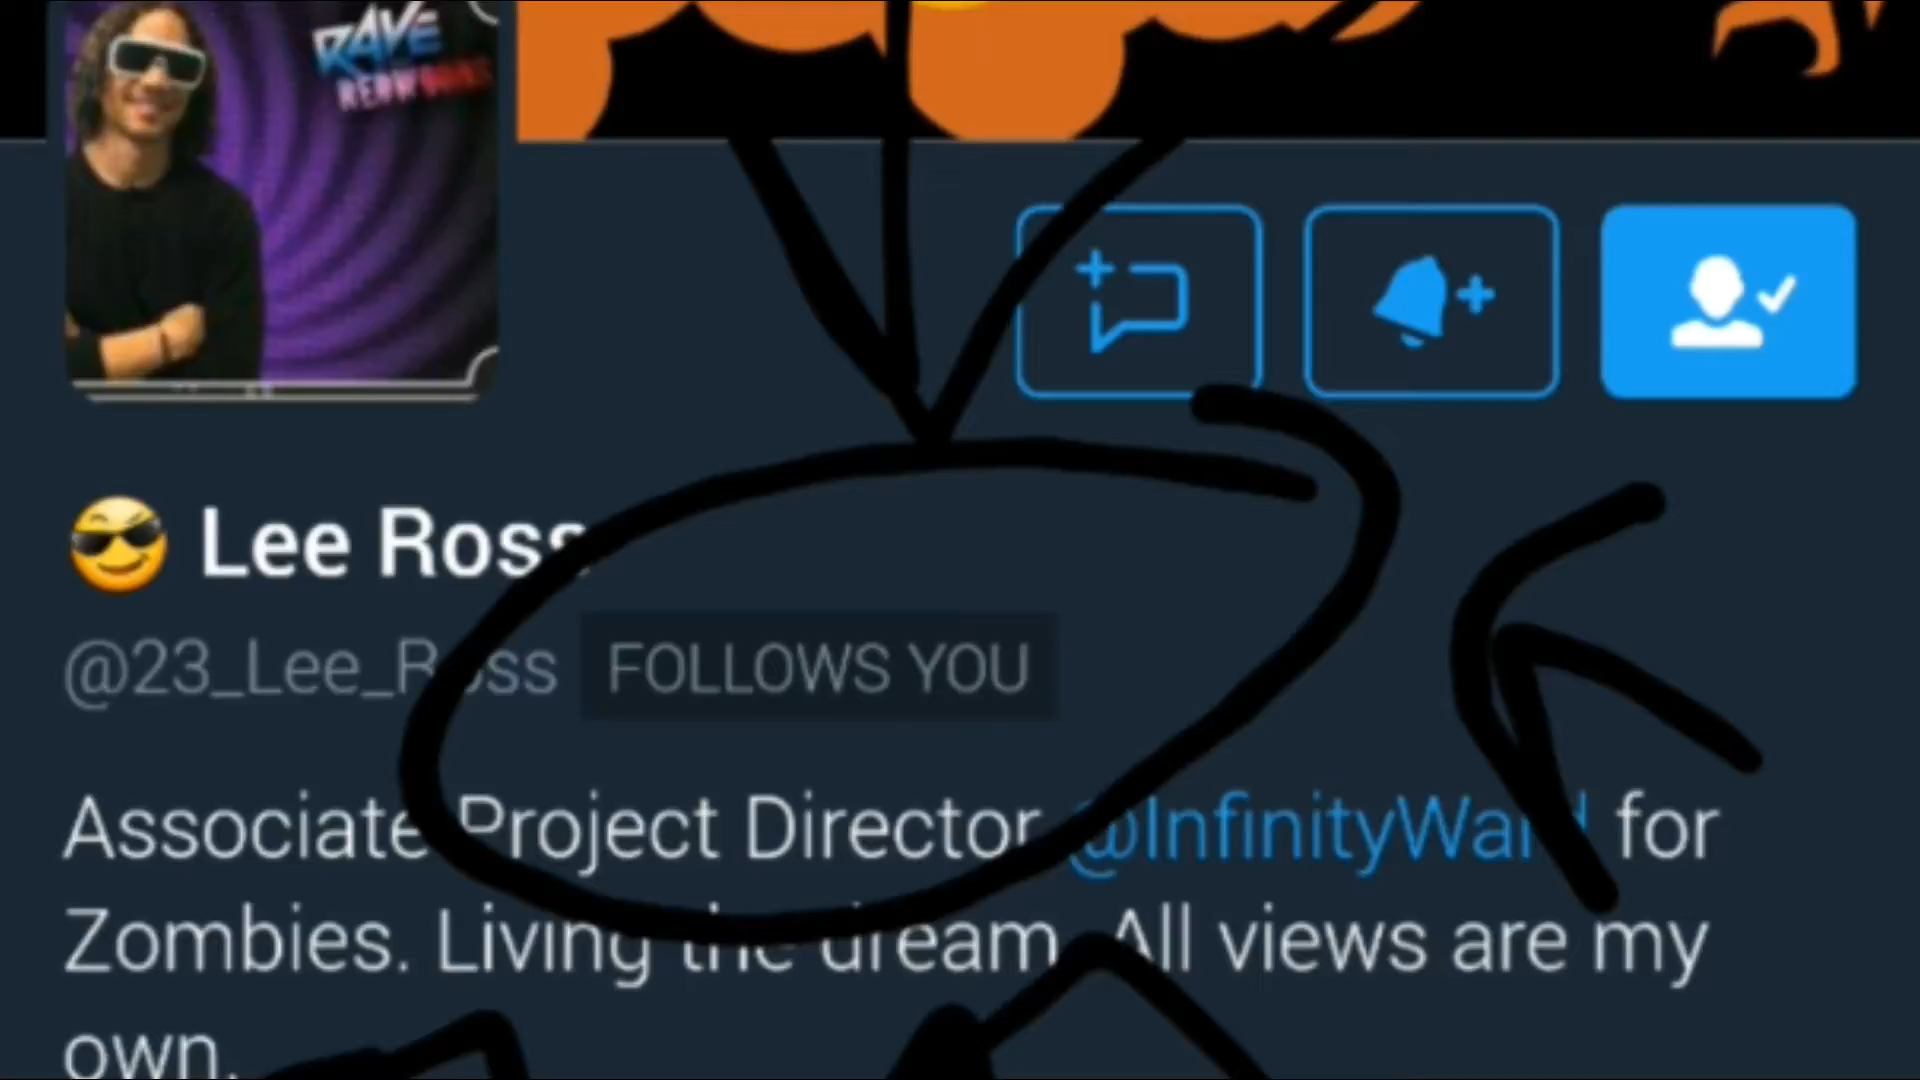 RAVE
REDWOODS
Lee Ross
@23_Lee_Ross FOLLOWS YOU
Associate Project Director @InfinityWard for
Zombies. Living the dream. All views are my
own.